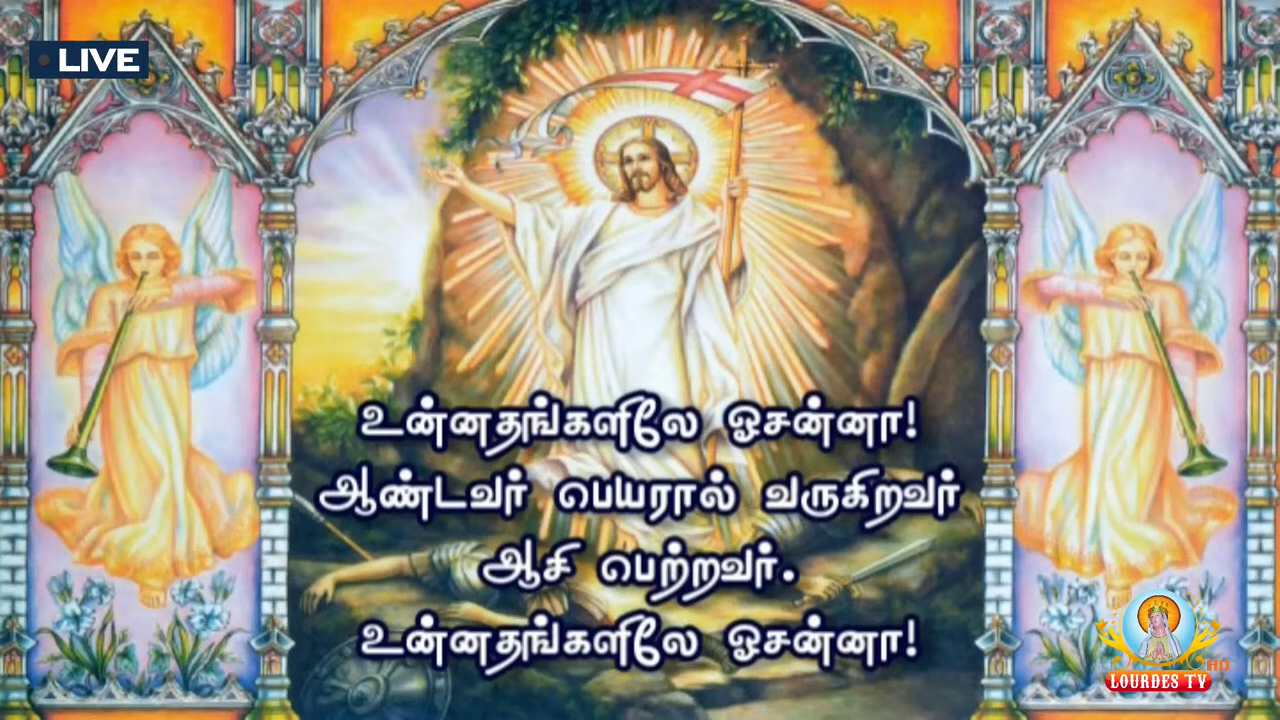 LIVE
உன்னதங்களிலே ஓசன்னா!
ஆண்டவர் பெயரால் வருகிறவர்
ஆசி பெற்றவர்.
உன்னதங்களிலே ஓசன்னா!
HD
LOURDES TV